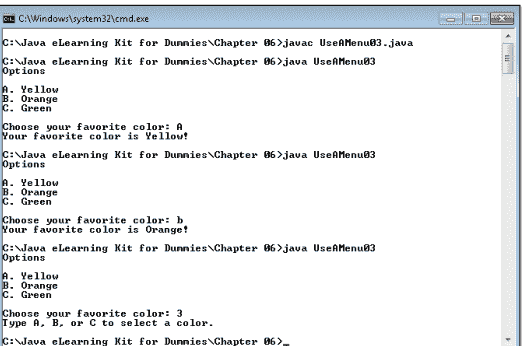 C:\Windows\system32\cmd.exe
C:\Java eLearning Kit for Dummies\Chapter 06>javac UseAMenu03.java
C:\Java eLearning Kit for Dummies\Chapter 06>java UseAMenu03
Options
A. Yellow
B. Orange
C. Green
Choose your favorite color: A
Your favorite color is Yellow!
C:\Java eLearning Kit for Dummies\Chapter 06>java UseAMenu03
Options
A. Yellow
B. Orange
C. Green
Choose your favorite color: b
Your favorite color is Orange!
C:\Java eLearning Kit for Dummies\Chapter 06>java UseAMenu03
Options
A. Yellow
B. Orange
C. Green
Choose your favorite color: 3
Type A, B, or C to select a color.
C:\Java eLearning Kit for Dummies\Chapter 06>_